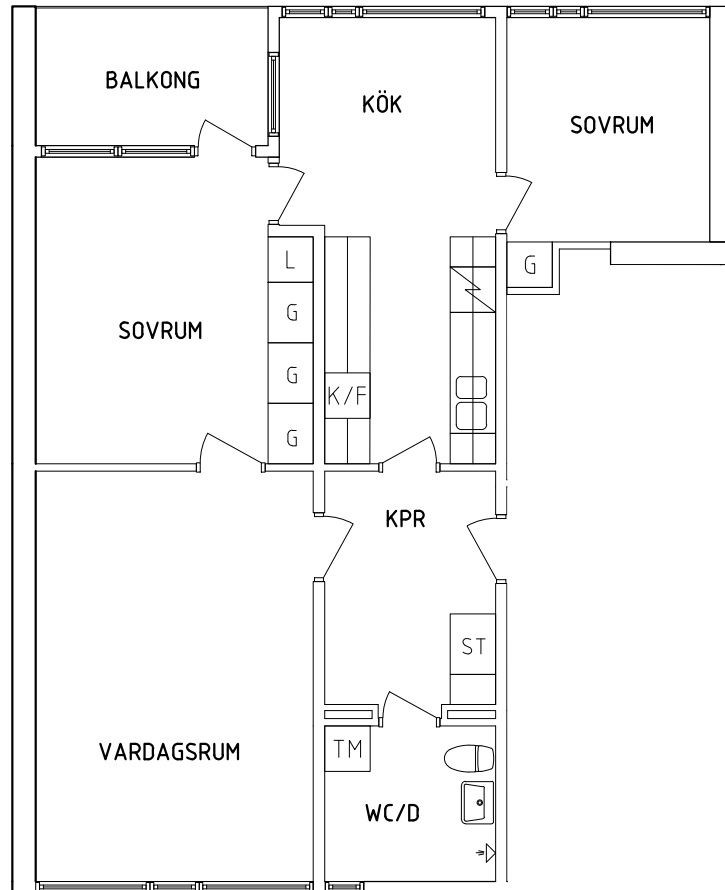 BALKONG
KÖK
SOVRUM
L
G
G
SOVRUM
G
G
K/F
G
KPR
ST
VARDAGSRUM
TM
WC/D